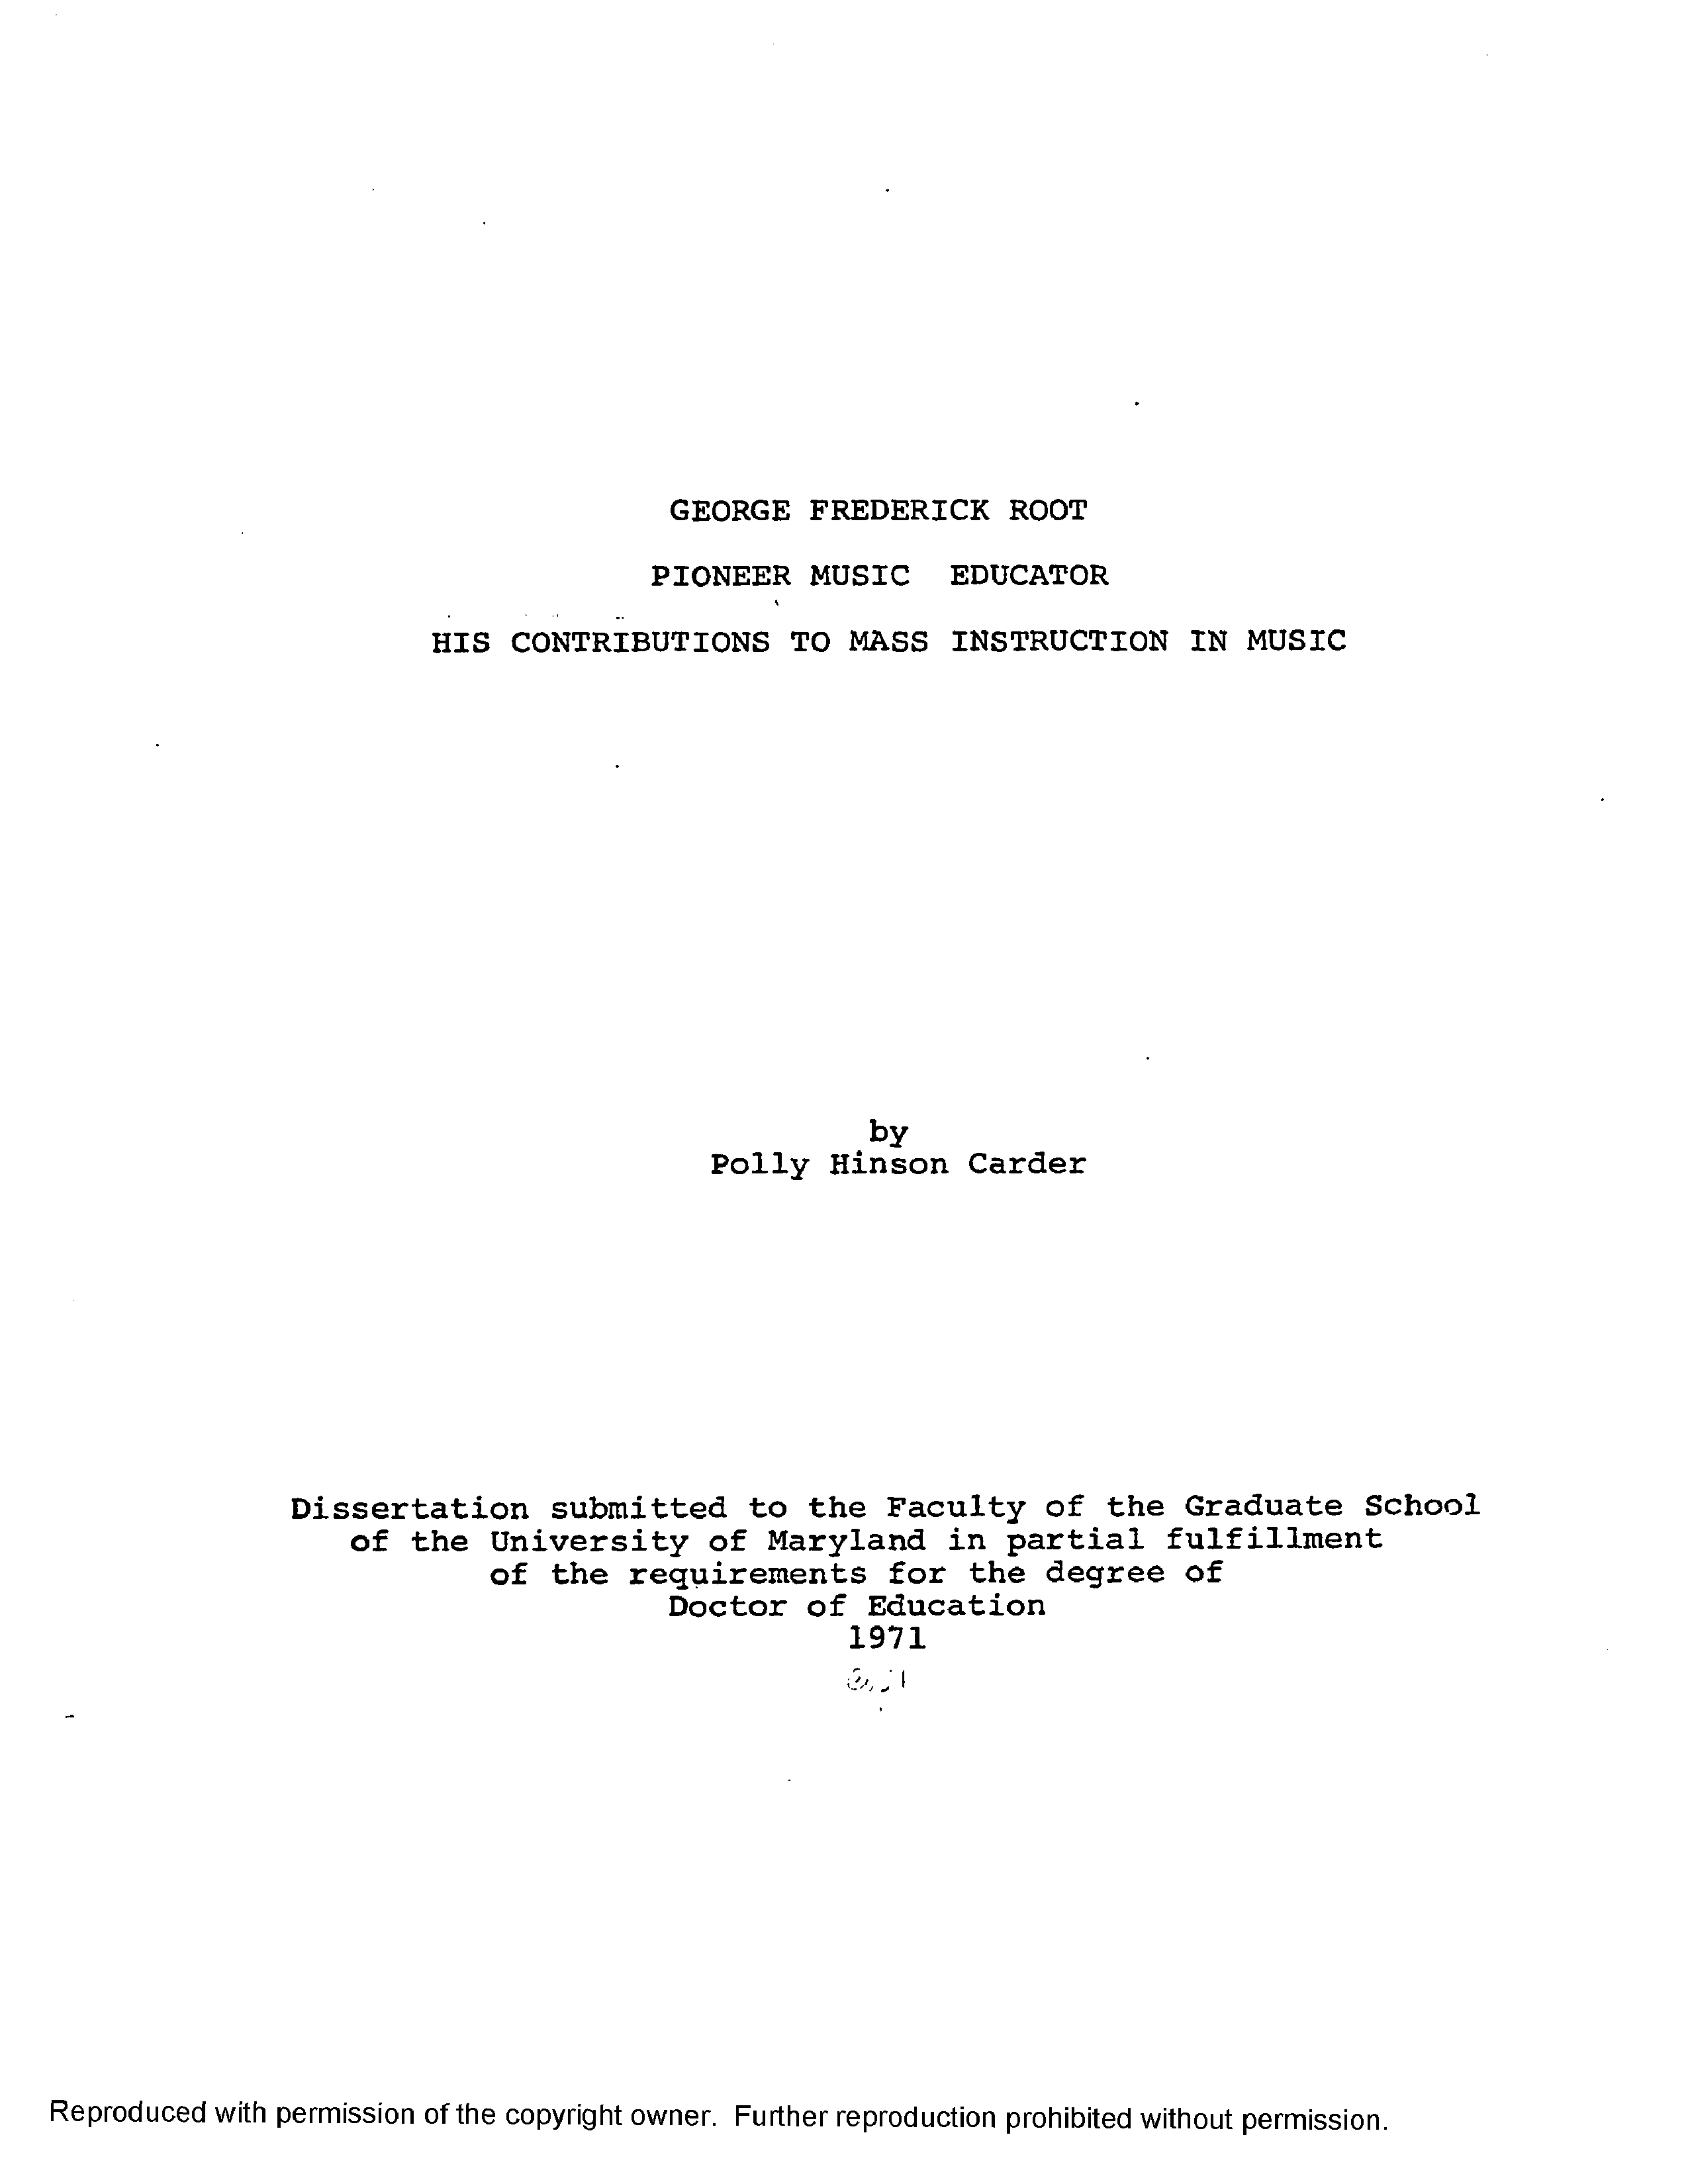 GEORGE FREDERICK ROOT
PIONEER MUSIC EDUCATOR
HIS CONTRIBUTIONS TO MASS INSTRUCTION IN MUSIC
by
Polly Hinson Carder
Dissertation submitted to the Faculty of the Graduate School
of the University of Maryland in partial fulfillment
of the requirements for the degree of
Doctor of Education
1971
Reproduced with permission of the copyright owner. Further reproduction prohibited without permission.